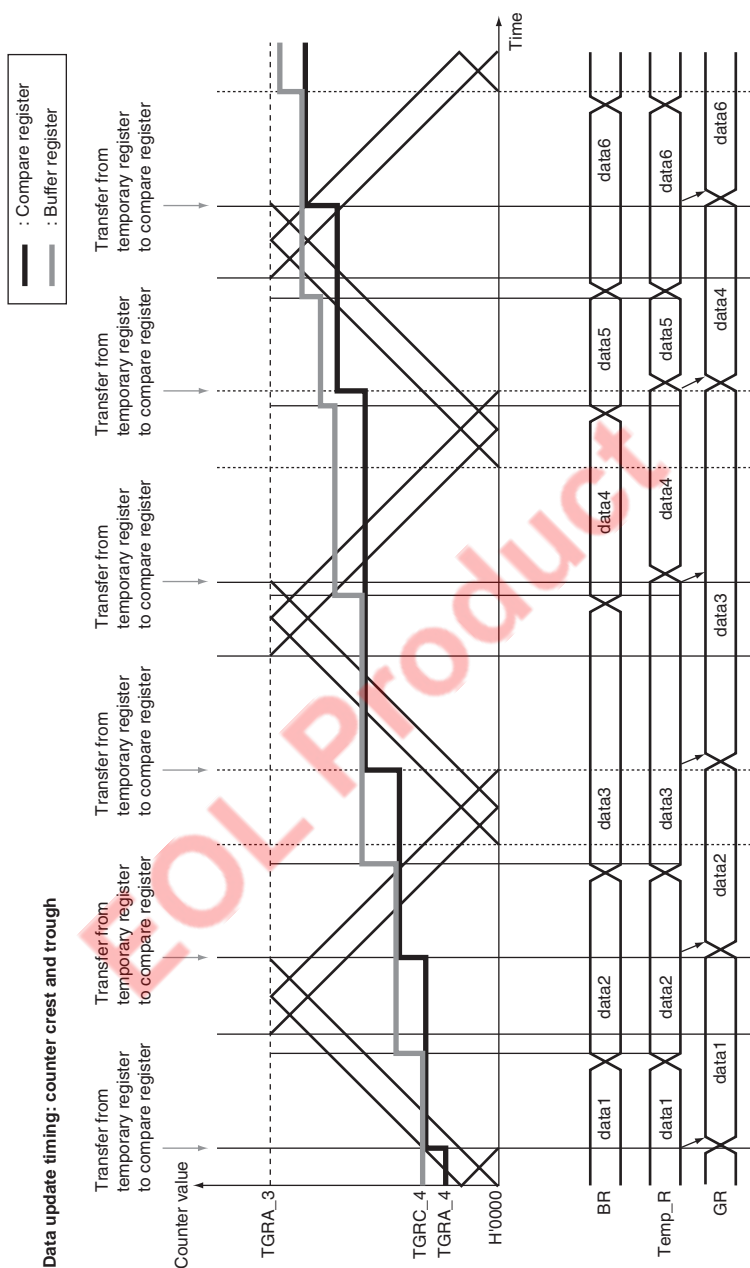 Data update timing: counter crest and trough
: Compare register
: Buffer register
Transfer from
temporary register
to compare register
Transfer from
temporary register
to compare register
Transfer from
temporary register
to compare register
Transfer from
temporary register
to compare register
Transfer from
temporary register
to compare register
Transfer from
temporary register
to compare register
Counter value
TGRA_3
TGRC_4
TGRA_4
H'0000
Time
BR
data1
data2
data3
data4
data5
data6
Temp_R
data1
data2
data3
data4
data5
data6
GR
data1
data2
data3
data4
data6
EOL Product